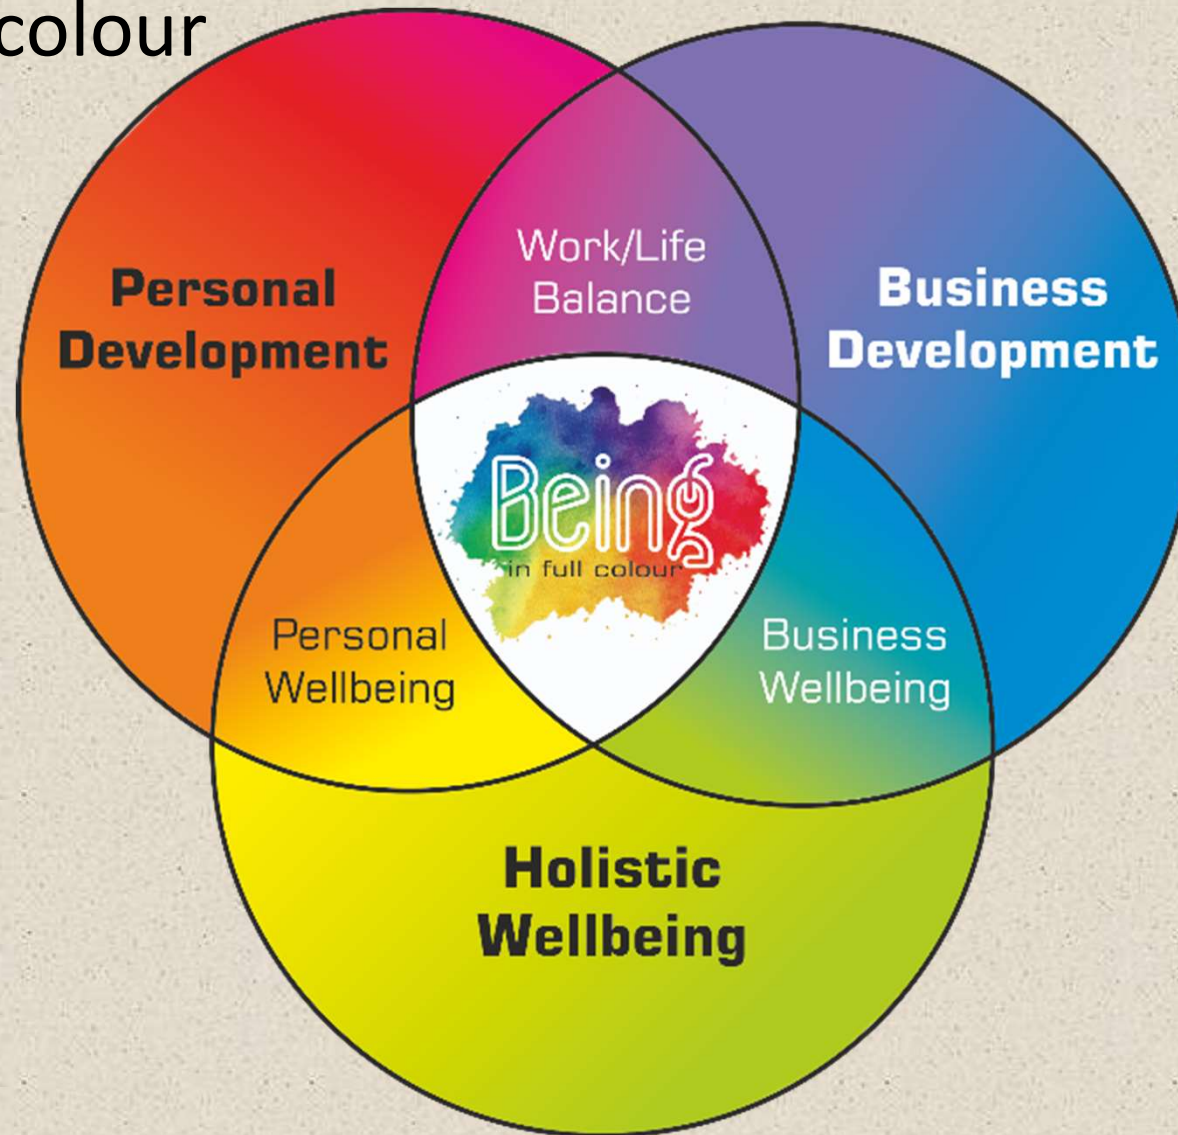 colour
Work/Life
Balance
Personal
Development
Business
Development
Being
in full colour
Personal
Wellbeing
Business
Wellbeing
Holistic
Wellbeing